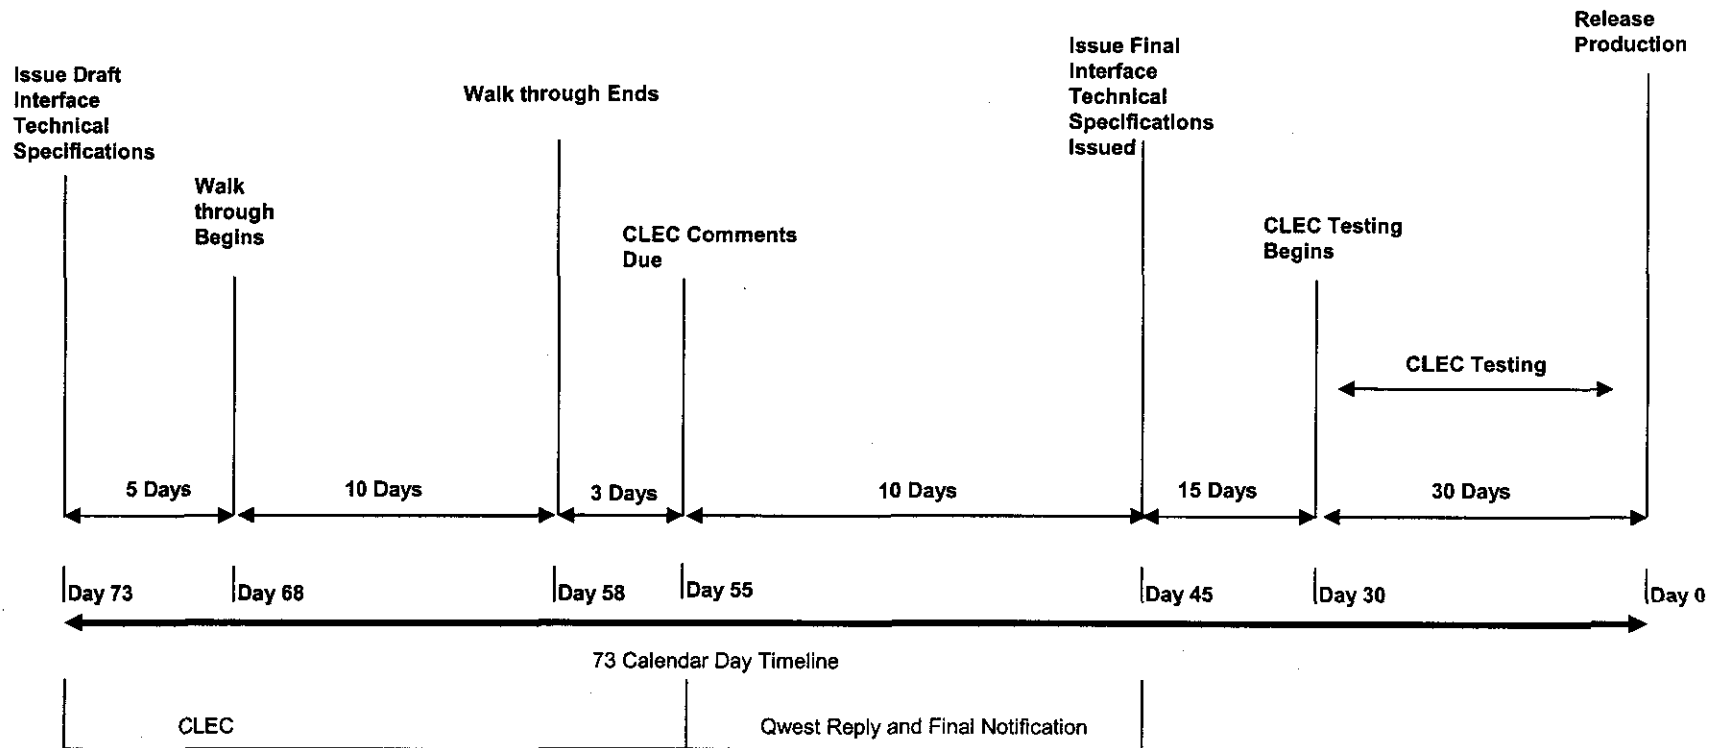 Release
Production
Issue Final
Interface
Technical
Specifications
Issued
Issue Draft
Interface
Technical
Specifications
Walk through Ends
Walk
through
Begins
CLEC Comments
Due
CLEC Testing
Begins
CLEC Testing
5 Days
10 Days
3 Days
10 Days
15 Days
30 Days
Day 73
Day 68
Day 58
Day 55
Day 45
Day 30
Day 0
73 Calendar Day Timeline
CLEC
Qwest Reply and Final Notification